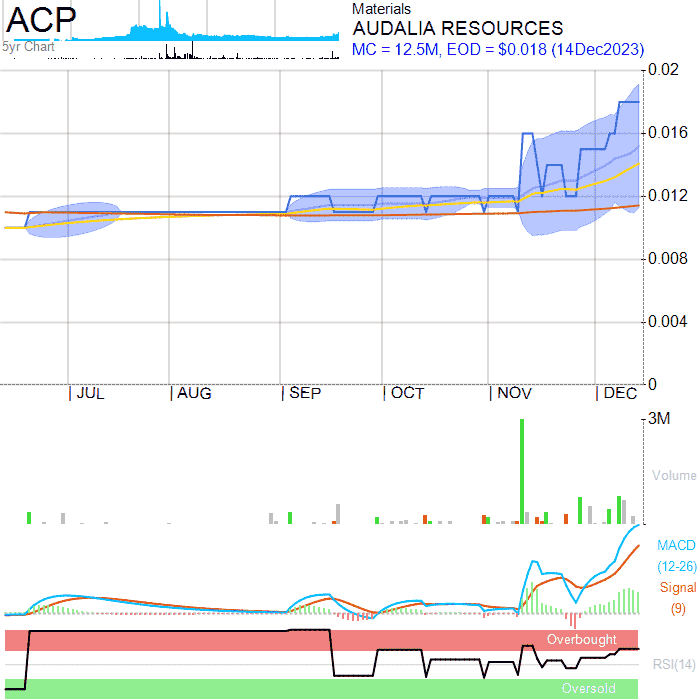 ACP
5yr Chart
Materials
AUDALIA RESOURCES
MC = 12.5M, EOD = $0.018 (14Dec2023)
0.02
0.016
0.012
0.008
0.004
0
JUL AUG SEP OCT NOV DEC
3M
Volume
MACD
(12-26)
Signal
(9)
Overbought
RSI(14)
Oversold